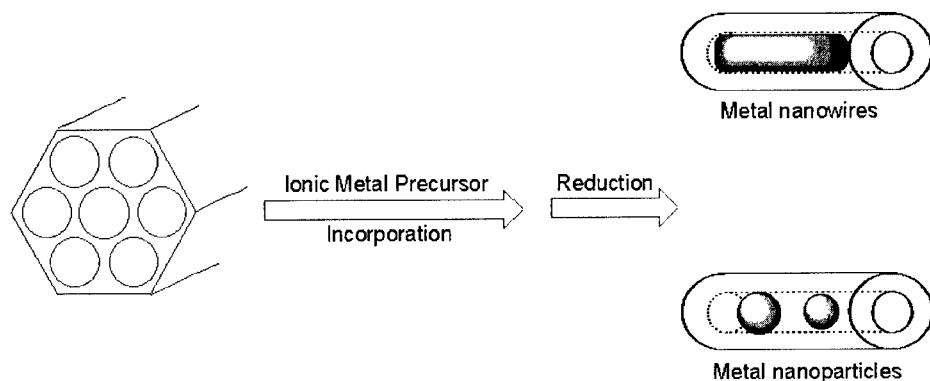 Metal nanowires
Ionic Metal Precursor
Incorporation
Reduction
Metal nanoparticles